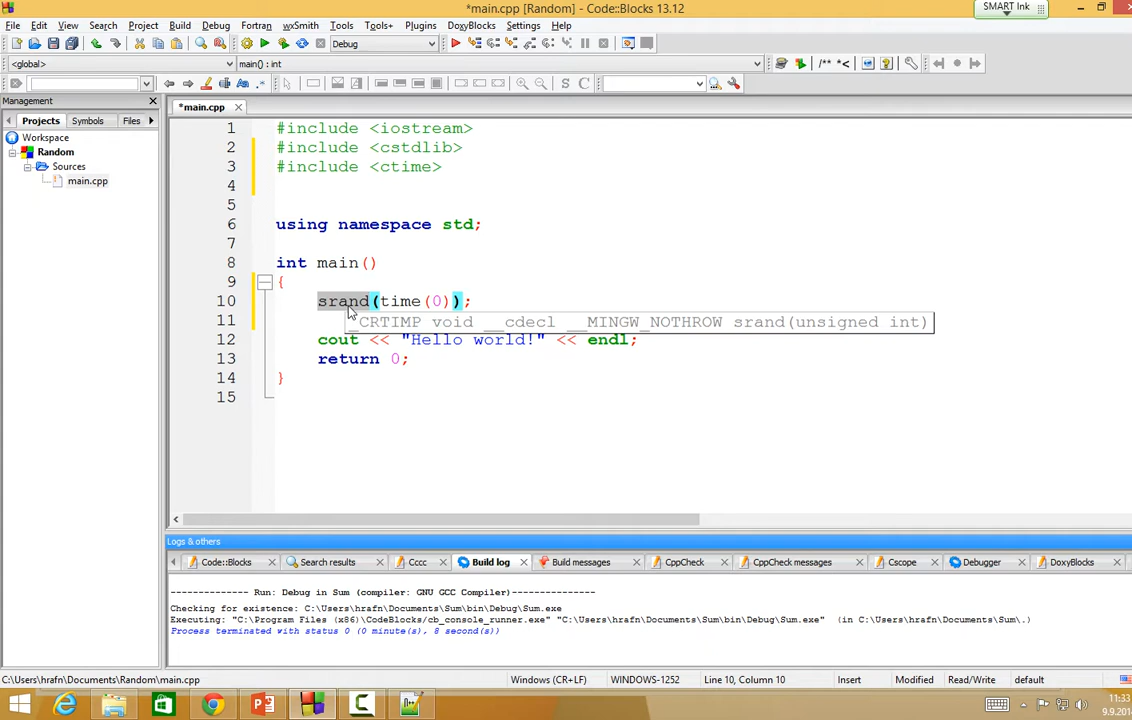 *main.cpp [Random] - Code::Blocks 13.12
SMART Ink
File Edit View Search Project Build Debug Fortran wxSmith Tools Tools+ Plugins DoxyBlocks Settings Help
Debug
<global> main() : int /** *<
Aa .* S C
Management
Projects Symbols Files
Workspace
Random
Sources
main.cpp
*main.cpp
1 #include <iostream>
2 #include <cstdlib>
3 #include <ctime>
4
5
6 using namespace std;
7
8 int main()
9 {
10 srand(time(0));
11 _CRTIMP void __cdecl __MINGW_NOTHROW srand(unsigned int)
12 cout << "Hello world!" << endl;
13 return 0;
14 }
15
Logs & others
Code::Blocks Search results Cccc Build log Build messages CppCheck CppCheck messages Cscope Debugger DoxyBlocks
-------------- Run: Debug in Sum (compiler: GNU GCC Compiler)---------------
Checking for existence: C:\Users\hrafn\Documents\Sum\bin\Debug\Sum.exe
Executing: "C:\Program Files (x86)\CodeBlocks/cb_console_runner.exe" "C:\Users\hrafn\Documents\Sum\bin\Debug\Sum.exe" (in C:\Users\hrafn\Documents\Sum\.)
Process terminated with status 0 (0 minute(s), 8 second(s))
C:\Users\hrafn\Documents\Random\main.cpp Windows (CR+LF) WINDOWS-1252 Line 10, Column 10 Insert Modified Read/Write default
11:33